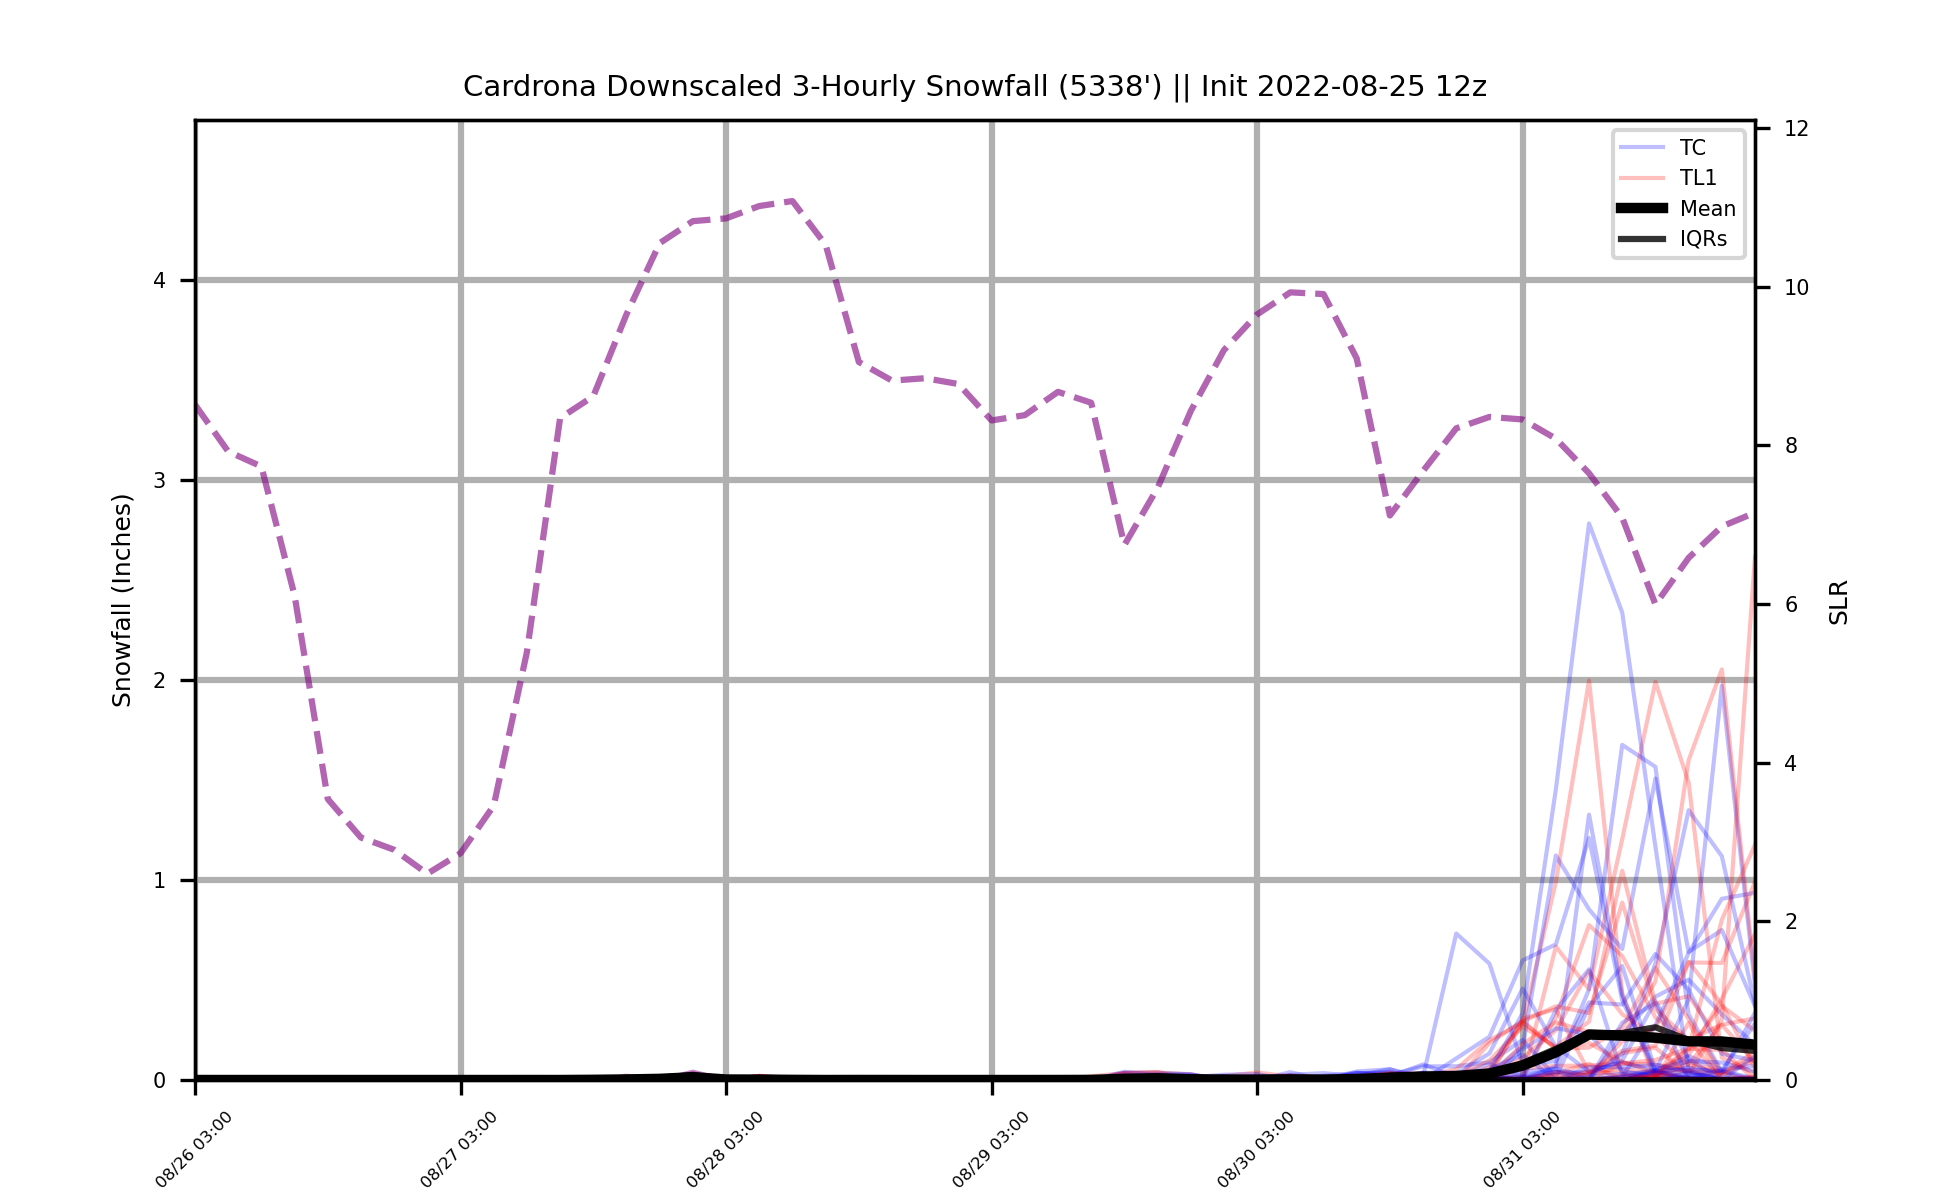 Cardrona Downscaled 3-Hourly Snowfall (5338') || Init 2022-08-25 12z
TC
TL1
Mean
IQRs
Snowfall (Inches)
4
3
2
1
0
12
10
8
6
4
2
0
SLR
08/26 03:00
08/27 03:00
08/28 03:00
08/29 03:00
08/30 03:00
08/31 03:00